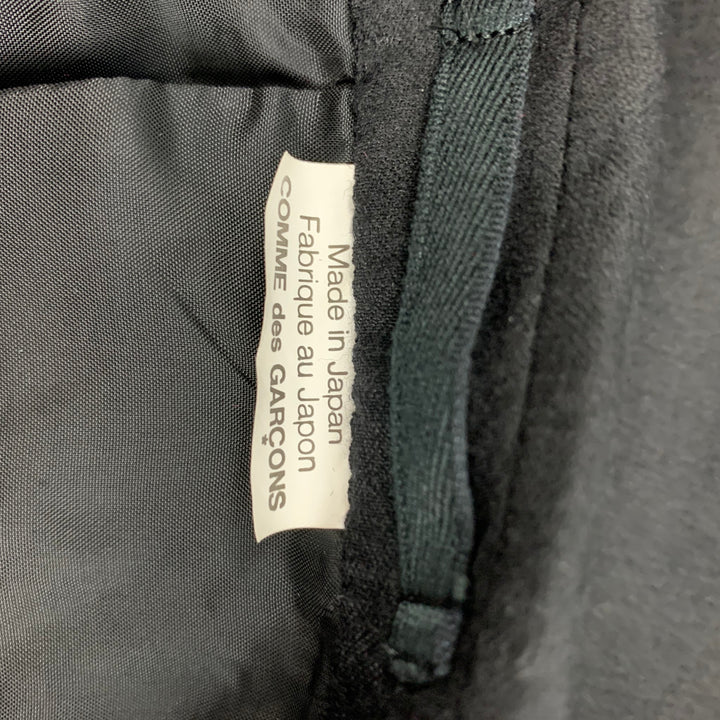 Made in Japan
Fabrique au Japon
COMME des GARÇONS